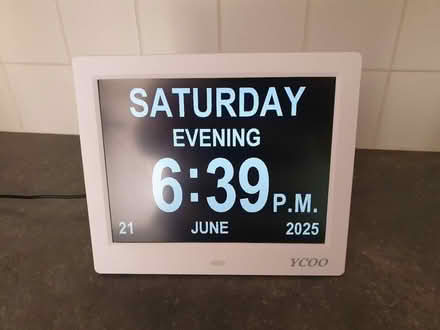 SATURDAY
EVENING
6:39 P.M.
21 JUNE 2025
YCOO